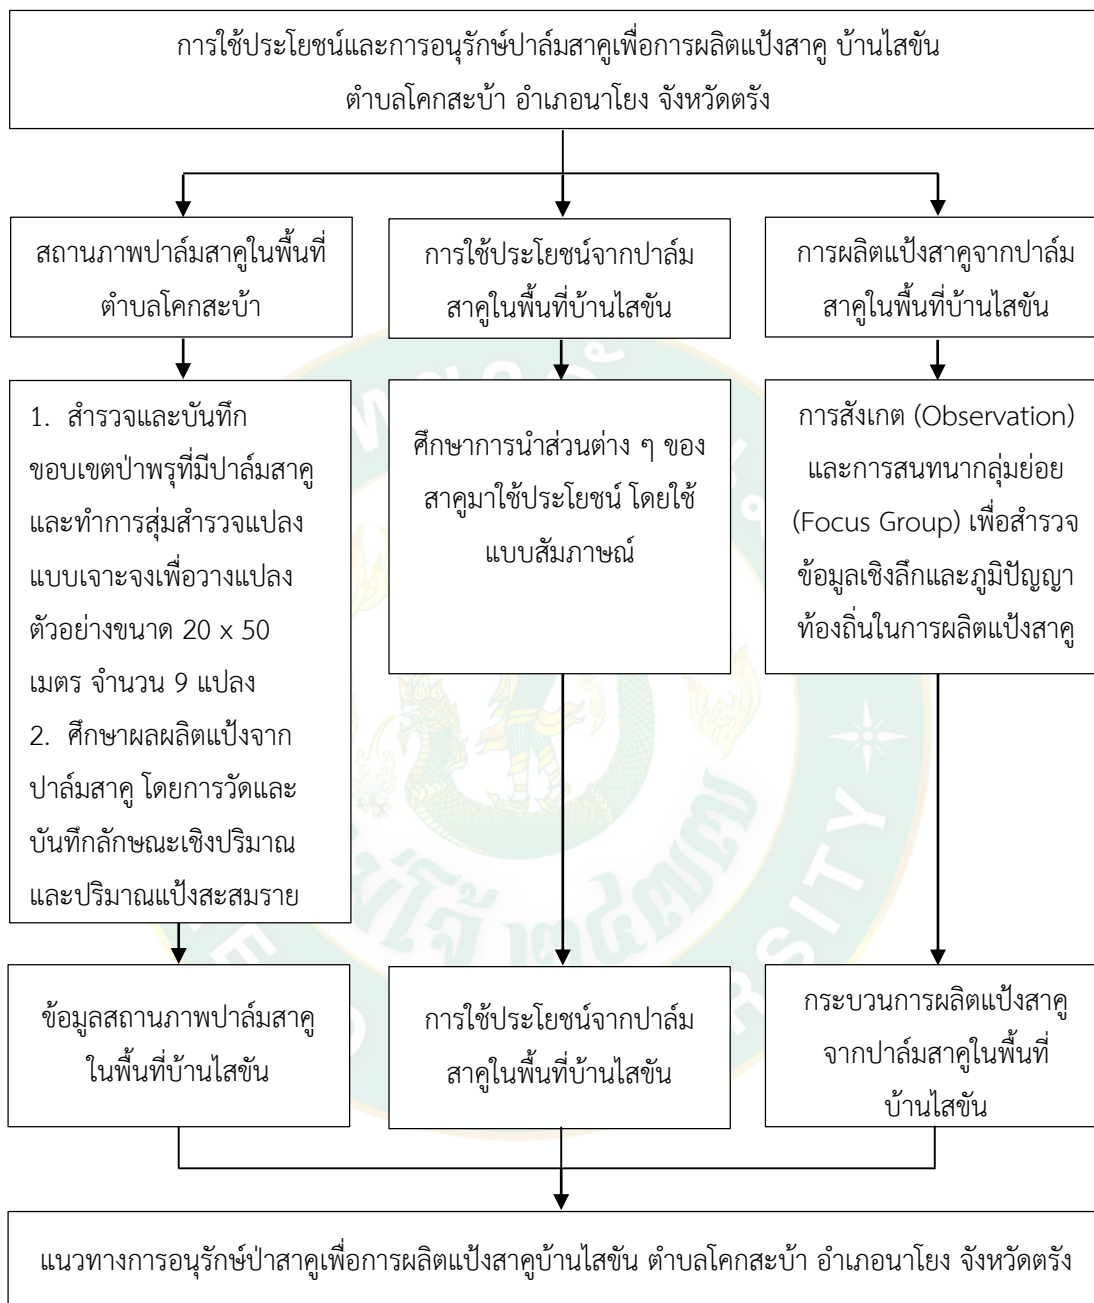 การใช้ประโยชน์และการอนุรักษ์ปาล์มสาคูเพื่อการผลิตแป้งสาคู บ้านไสขัน
ตำบลโคกสะบ้า อำเภอนาโยง จังหวัดตรัง
สถานภาพปาล์มสาคูในพื้นที่
ตำบลโคกสะบ้า
การใช้ประโยชน์จากปาล์ม
สาคูในพื้นที่บ้านไสขัน
การผลิตแป้งสาคูจากปาล์ม
สาคูในพื้นที่บ้านไสขัน
1. สำรวจและบันทึก
ขอบเขตป่าพรุที่มีปาล์มสาคู
และทำการสุ่มสำรวจแปลง
แบบเจาะจงเพื่อวางแปลง
ตัวอย่างขนาด 20 x 50
เมตร จำนวน 9 แปลง
2. ศึกษาผลผลิตแป้งจาก
ปาล์มสาคู โดยการวัดและ
บันทึกลักษณะเชิงปริมาณ
และปริมาณแป้งสะสมราย
ศึกษาการนำส่วนต่าง ๆ ของ
สาคูมาใช้ประโยชน์ โดยใช้
แบบสัมภาษณ์
การสังเกต (Observation)
และการสนทนากลุ่มย่อย
(Focus Group) เพื่อสำรวจ
ข้อมูลเชิงลึกและภูมิปัญญา
ท้องถิ่นในการผลิตแป้งสาคู
ข้อมูลสถานภาพปาล์มสาคู
ในพื้นที่บ้านไสขัน
การใช้ประโยชน์จากปาล์ม
สาคูในพื้นที่บ้านไสขัน
กระบวนการผลิตแป้งสาคู
จากปาล์มสาคูในพื้นที่
บ้านไสขัน
แนวทางการอนุรักษ์ป่าสาคูเพื่อการผลิตแป้งสาคูบ้านไสขัน ตำบลโคกสะบ้า อำเภอนาโยง จังหวัดตรัง